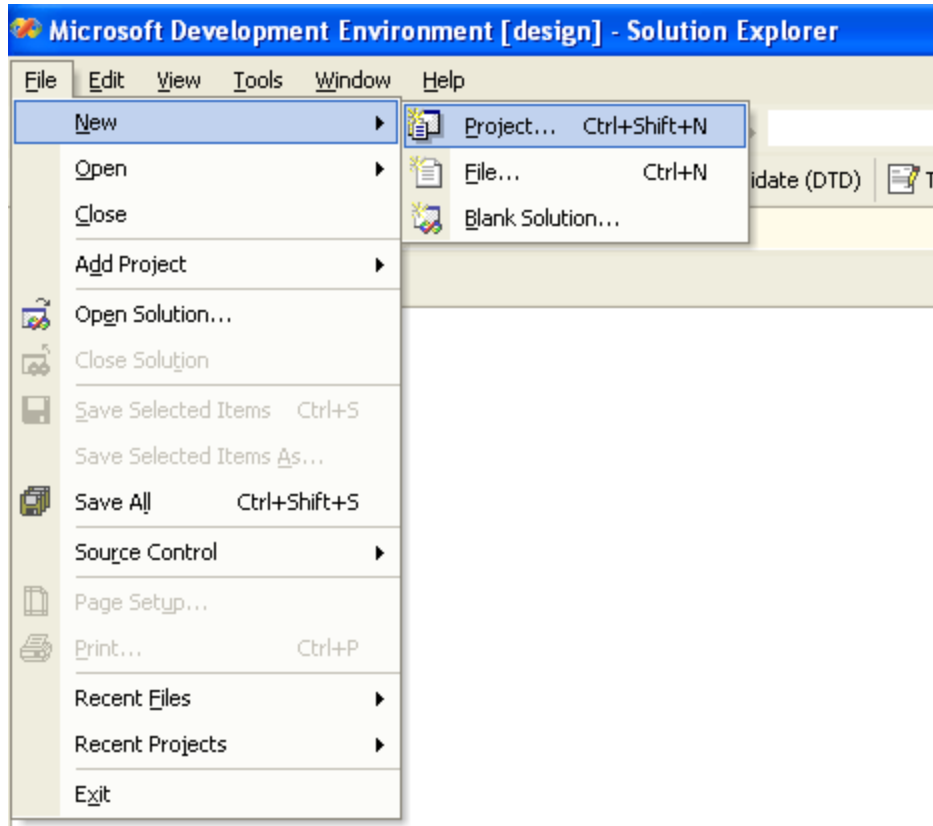 Microsoft Development Environment [design] - Solution Explorer
File Edit View Tools Window Help
New
Project... Ctrl+Shift+N
Open
File... Ctrl+N
idate (DTD)
Close
Blank Solution...
Add Project
Open Solution...
Close Solution
Save Selected Items Ctrl+S
Save Selected Items As...
Save All Ctrl+Shift+S
Source Control
Page Setup...
Print... Ctrl+P
Recent Files
Recent Projects
Exit